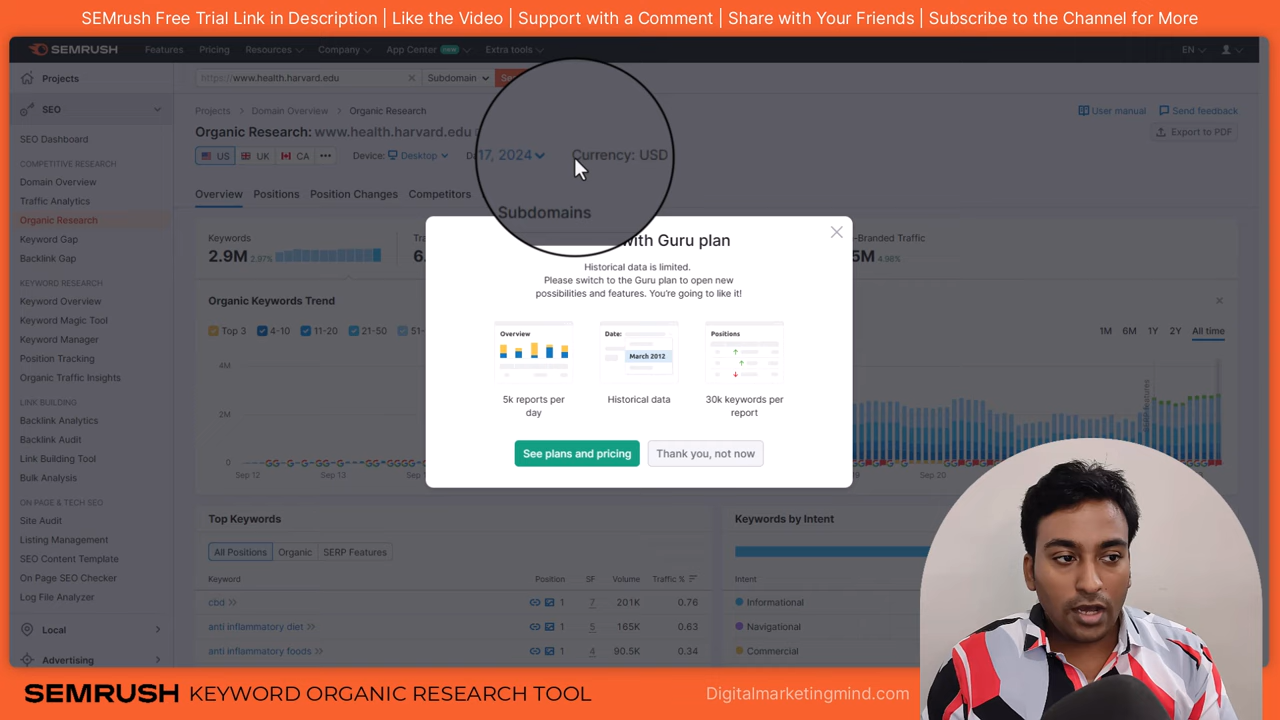 SEMrush Free Trial Link in Description | Like the Video | Support with a Comment | Share with Your Friends | Subscribe to the Channel for More
SEMRUSH Features Pricing Resources Company App Center new Extra tools EN
Projects
https://www.health.harvard.edu Subdomain
SEO
Projects > Domain Overview > Organic Research User manual Send feedback
Organic Research: www.health.harvard.edu Export to PDF
US UK CA ••• Device: Desktop 17, 2024 Currency: USD
Overview Positions Position Changes Competitors Subdomains
SEO Dashboard
COMPETITIVE RESEARCH
Domain Overview
Traffic Analytics
Organic Research
Keyword Gap
Backlink Gap
KEYWORD RESEARCH
Keyword Overview
Keyword Magic Tool
Keyword Manager
Position Tracking
Organic Traffic Insights
LINK BUILDING
Backlink Analytics
Backlink Audit
Link Building Tool
Bulk Analysis
ON PAGE & TECH SEO
Site Audit
Listing Management
SEO Content Template
On Page SEO Checker
Log File Analyzer
Local
Advertising
Keywords
2.9M 2.97%
-Branded Traffic
4.98%
with Guru plan
Historical data is limited.
Please switch to the Guru plan to open new
possibilities and features. You're going to like it!
Overview
Date:
March 2012
Positions
5k reports per
day
Historical data
30k keywords per
report
See plans and pricing Thank you, not now
Organic Keywords Trend
Top 3 4-10 11-20 21-50 51- 1M 6M 1Y 2Y All time
4M
2M
0
Sep 12 Sep 13 Sep 20
Top Keywords
All Positions Organic SERP Features
Keyword Position SF Volume Traffic %
cbd 1 7 201K 0.76
anti inflammatory diet 1 5 165K 0.63
anti inflammatory foods 1 4 90.5K 0.34
Keywords by Intent
Intent
Informational
Navigational
Commercial
SEMRUSH KEYWORD ORGANIC RESEARCH TOOL Digitalmarketingmind.com